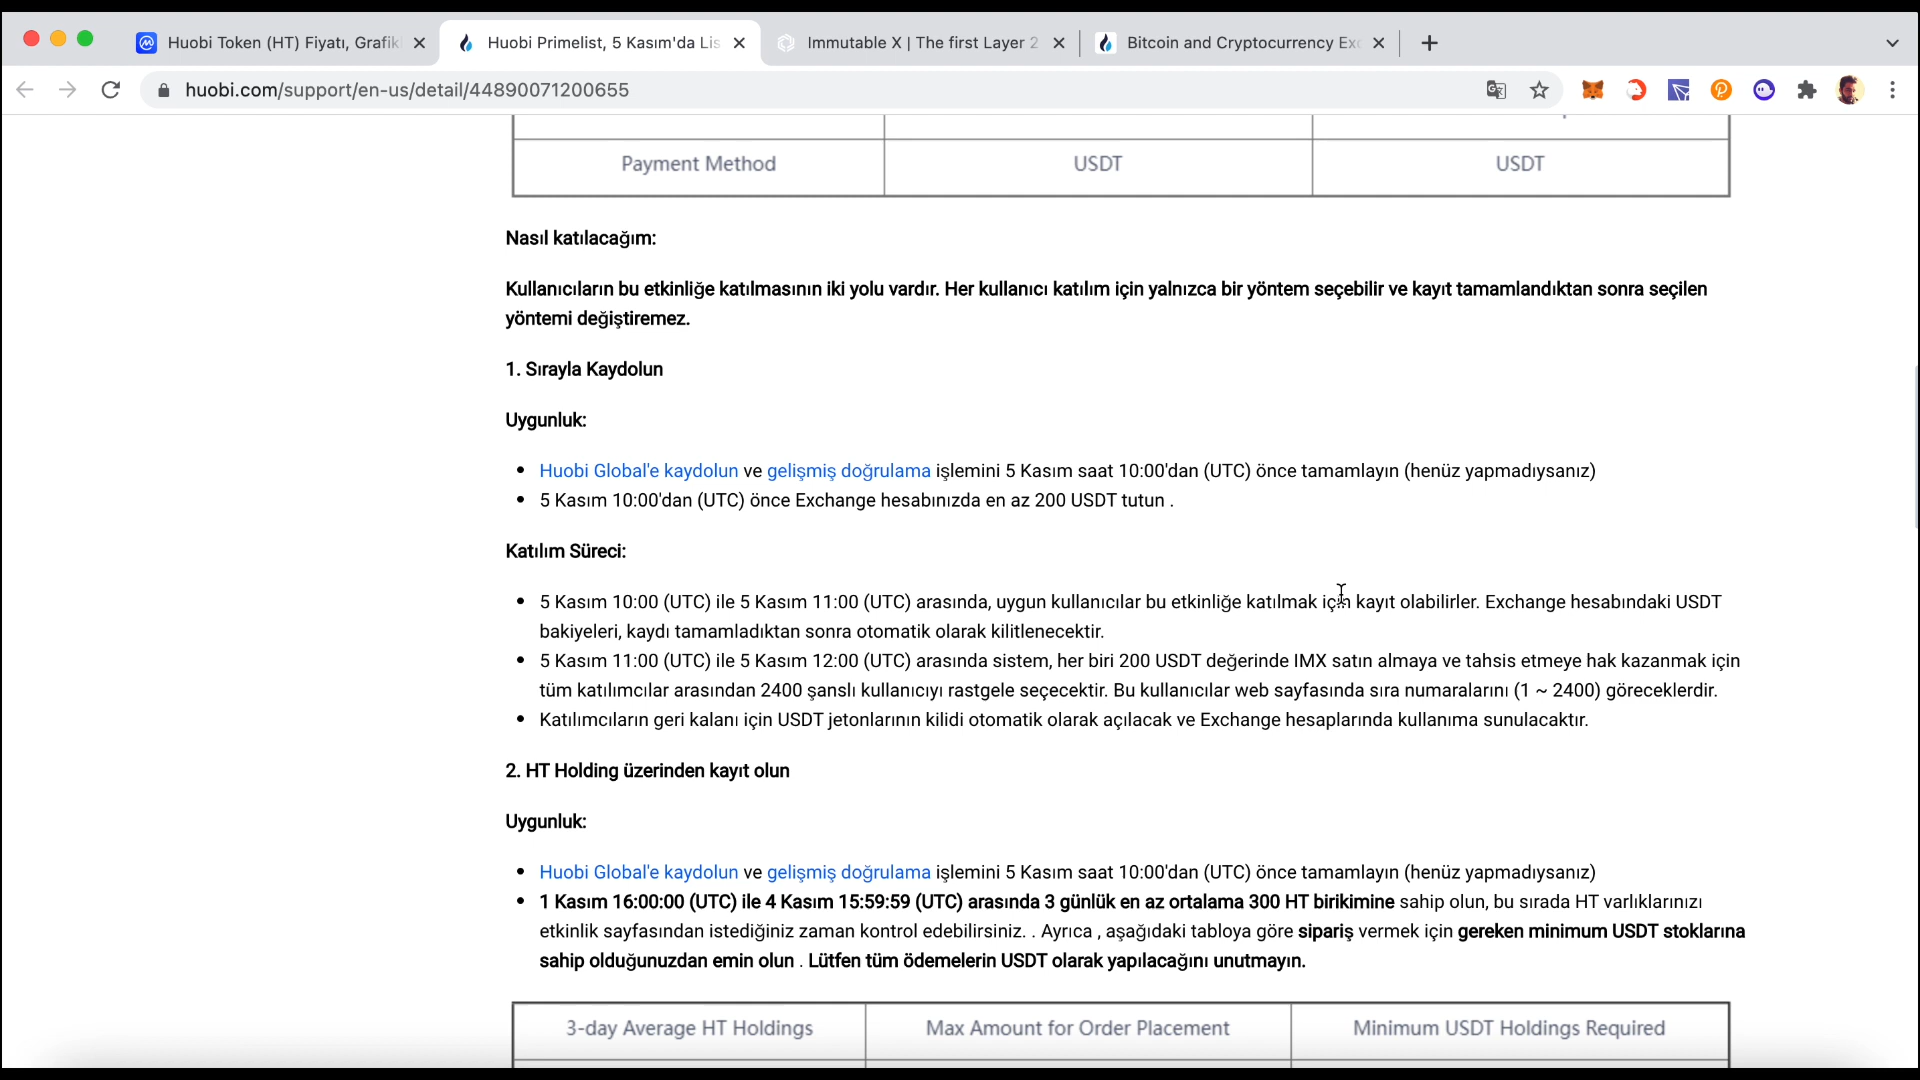 Huobi Token (HT) Fiyatı, Grafik
Huobi Primelist, 5 Kasım'da Lis
Immutable X | The first Layer 2
Bitcoin and Cryptocurrency Exc
huobi.com/support/en-us/detail/44890071200655
Payment Method USDT USDT
Nasıl katılacağım:
Kullanıcıların bu etkinliğe katılmasının iki yolu vardır. Her kullanıcı katılım için yalnızca bir yöntem seçebilir ve kayıt tamamlandıktan sonra seçilen
yöntemi değiştiremez.
1. Sırayla Kaydolun
Uygunluk:
Huobi Global'e kaydolun ve gelişmiş doğrulama işlemini 5 Kasım saat 10:00'dan (UTC) önce tamamlayın (henüz yapmadıysanız)
5 Kasım 10:00'dan (UTC) önce Exchange hesabınızda en az 200 USDT tutun .
Katılım Süreci:
5 Kasım 10:00 (UTC) ile 5 Kasım 11:00 (UTC) arasında, uygun kullanıcılar bu etkinliğe katılmak için kayıt olabilirler. Exchange hesabındaki USDT
bakiyeleri, kaydı tamamladıktan sonra otomatik olarak kilitlenecektir.
5 Kasım 11:00 (UTC) ile 5 Kasım 12:00 (UTC) arasında sistem, her biri 200 USDT değerinde IMX satın almaya ve tahsis etmeye hak kazanmak için
tüm katılımcılar arasından 2400 şanslı kullanıcıyı rastgele seçecektir. Bu kullanıcılar web sayfasında sıra numaralarını (1 ~ 2400) göreceklerdir.
Katılımcıların geri kalanı için USDT jetonlarının kilidi otomatik olarak açılacak ve Exchange hesaplarında kullanıma sunulacaktır.
2. HT Holding üzerinden kayıt olun
Uygunluk:
Huobi Global'e kaydolun ve gelişmiş doğrulama işlemini 5 Kasım saat 10:00'dan (UTC) önce tamamlayın (henüz yapmadıysanız)
1 Kasım 16:00:00 (UTC) ile 4 Kasım 15:59:59 (UTC) arasında 3 günlük en az ortalama 300 HT birikimine sahip olun, bu sırada HT varlıklarınızı
etkinlik sayfasından istediğiniz zaman kontrol edebilirsiniz. . Ayrıca , aşağıdaki tabloya göre sipariş vermek için gereken minimum USDT stoklarına
sahip olduğunuzdan emin olun . Lütfen tüm ödemelerin USDT olarak yapılacağını unutmayın.
3-day Average HT Holdings Max Amount for Order Placement Minimum USDT Holdings Required